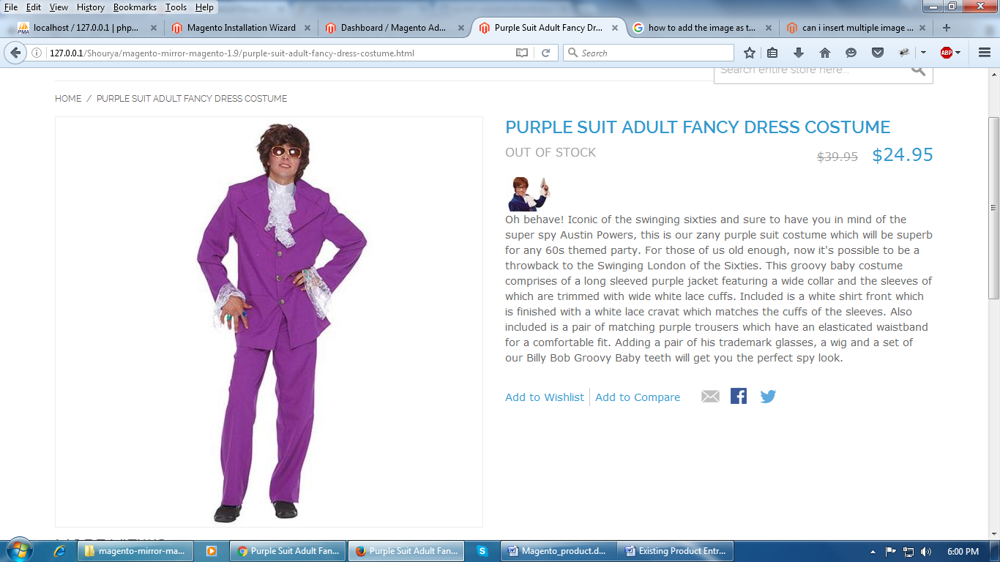 File Edit View History Bookmarks Tools Help
localhost / 127.0.0.1 | php...
Magento Installation Wizard
Dashboard / Magento Ad...
Purple Suit Adult Fancy Dr...
how to add the image as t...
can i insert multiple image ...
127.0.0.1/Shourya/magento-mirror-magento-1.9/purple-suit-adult-fancy-dress-costume.html
Search
ABP
Search entire store here...
HOME / PURPLE SUIT ADULT FANCY DRESS COSTUME
PURPLE SUIT ADULT FANCY DRESS COSTUME
OUT OF STOCK
$39.95 $24.95
Oh behave! Iconic of the swinging sixties and sure to have you in mind of the
super spy Austin Powers, this is our zany purple suit costume which will be superb
for any 60s themed party. For those of us old enough, now it's possible to be a
throwback to the Swinging London of the Sixties. This groovy baby costume
comprises of a long sleeved purple jacket featuring a wide collar and the sleeves of
which are trimmed with wide white lace cuffs. Included is a white shirt front which
is finished with a white lace cravat which matches the cuffs of the sleeves. Also
included is a pair of matching purple trousers which have an elasticated waistband
for a comfortable fit. Adding a pair of his trademark glasses, a wig and a set of
our Billy Bob Groovy Baby teeth will get you the perfect spy look.
Add to Wishlist Add to Compare
magento-mirror-ma...
Purple Suit Adult Fan...
Purple Suit Adult Fan...
Magento_product.d...
Existing Product Entr...
6:00 PM